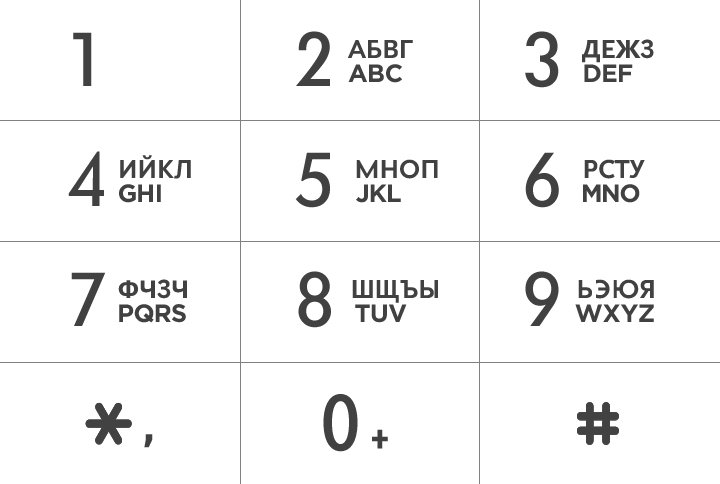 1
2 АБВГ
ABC
3 ДЕЖЗ
DEF
4 ИЙКЛ
GHI
5 МНОП
JKL
6 РСТУ
MNO
7 ФЧЗЧ
PQRS
8 ШЩЪЫ
TUV
9 ЬЭЮЯ
WXYZ
* ,
0 +
#